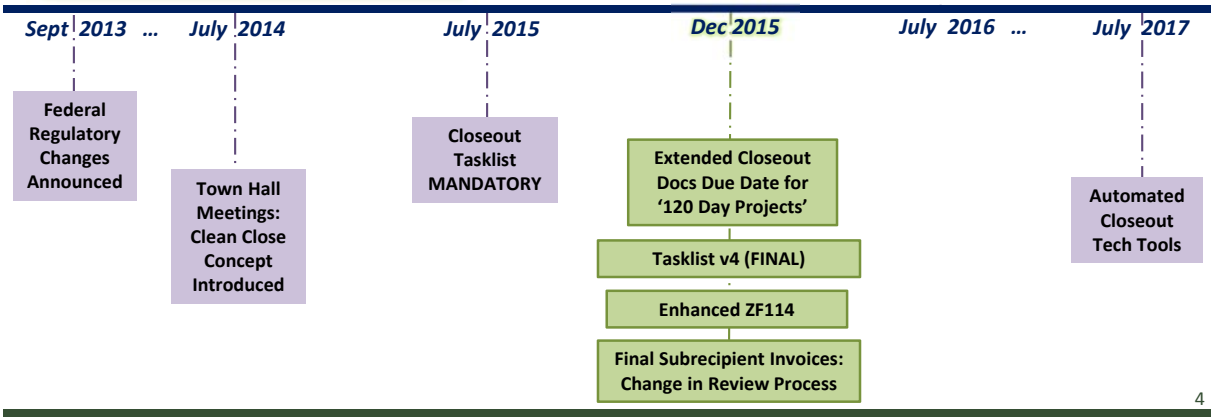 Sept 2013 ... July 2014 July 2015 Dec 2015 July 2016 ... July 2017
Federal
Regulatory
Changes
Announced
Town Hall
Meetings:
Clean Close
Concept
Introduced
Closeout
Tasklist
MANDATORY
Extended Closeout
Docs Due Date for
‘120 Day Projects’
Tasklist v4 (FINAL)
Enhanced ZF114
Final Subrecipient Invoices:
Change in Review Process
Automated
Closeout
Tech Tools
4